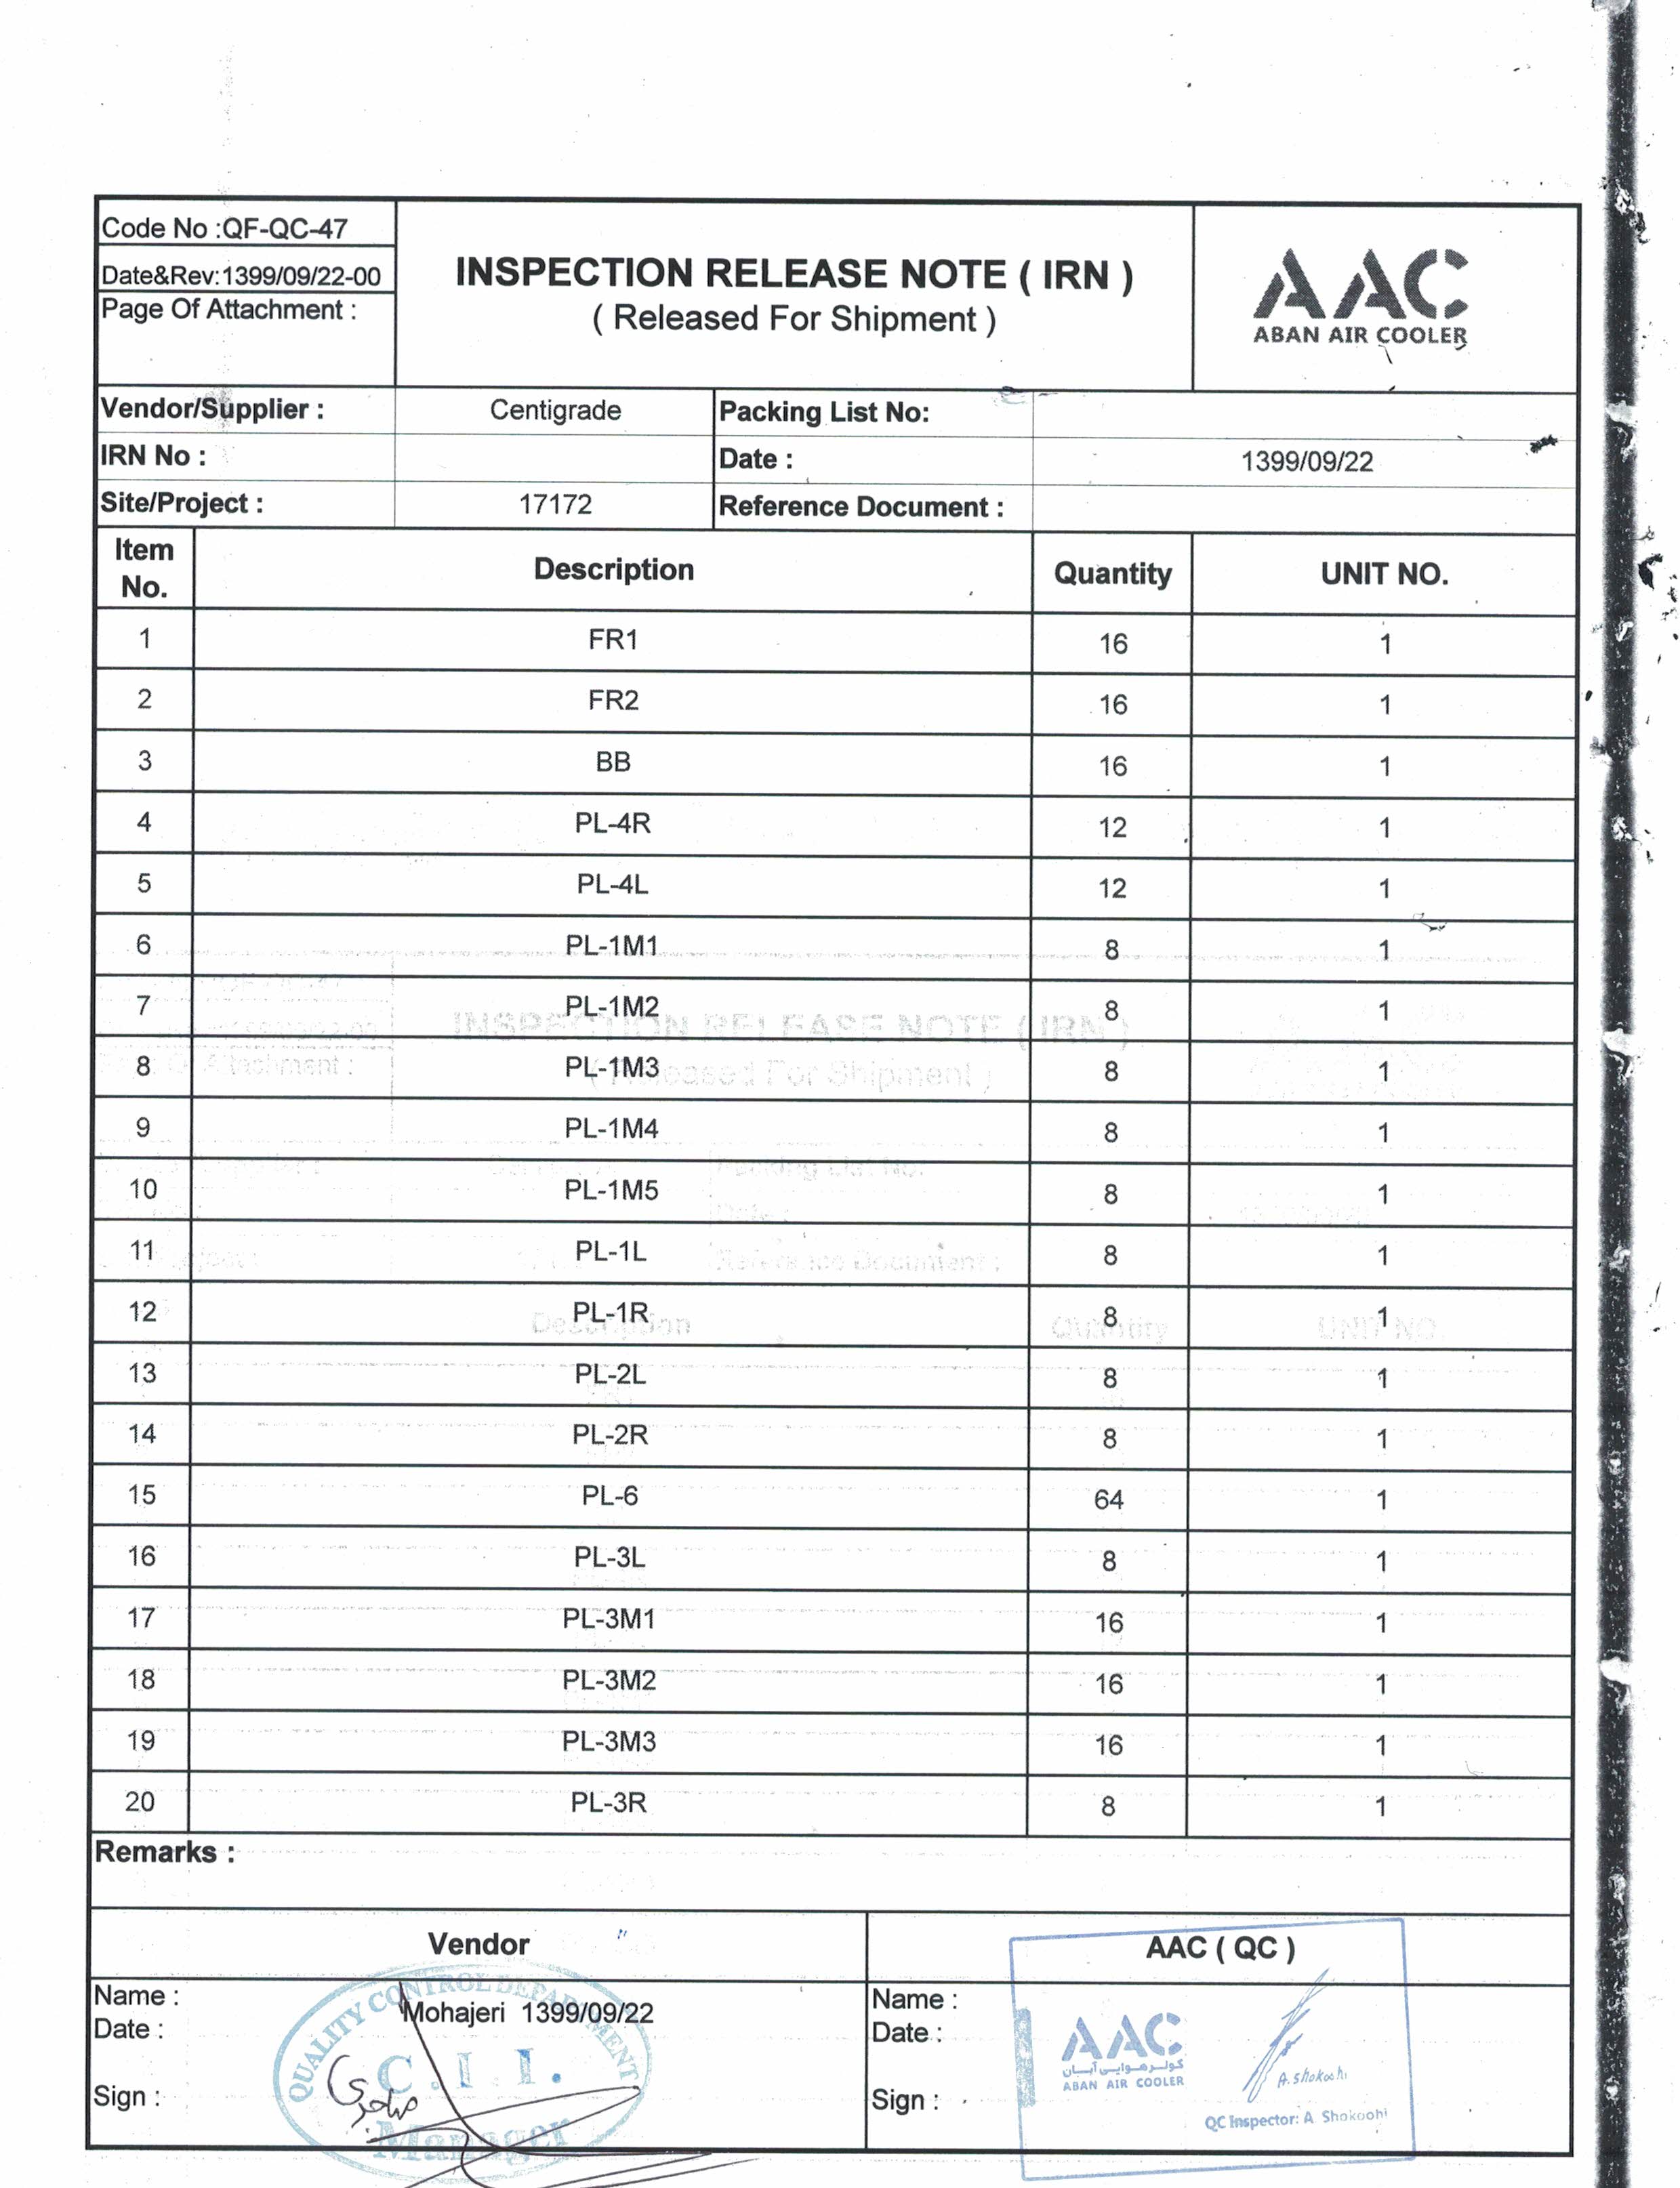 Code No :QF-QC-47
Date&Rev:1399/09/22-00
Page Of Attachment :
INSPECTION RELEASE NOTE ( IRN )
( Released For Shipment )
AAC
ABAN AIR COOLER
Vendor/Supplier : Centigrade Packing List No:
IRN No : Date : 1399/09/22
Site/Project : 17172 Reference Document :
Item No. Description Quantity UNIT NO.
1 FR1 16 1
2 FR2 16 1
3 BB 16 1
4 PL-4R 12 1
5 PL-4L 12 1
6 PL-1M1 8 1
7 PL-1M2 8 1
8 PL-1M3 8 1
9 PL-1M4 8 1
10 PL-1M5 8 1
11 PL-1L 8 1
12 PL-1R 8 1
13 PL-2L 8 1
14 PL-2R 8 1
15 PL-6 64 1
16 PL-3L 8 1
17 PL-3M1 16 1
18 PL-3M2 16 1
19 PL-3M3 16 1
20 PL-3R 8 1
Remarks :
Vendor
Name :
Date :
Mohajeri 1399/09/22
Sign :
QUALITY CONTROL DEPARTMENT
C.I.I.
Manager
AAC ( QC )
Name :
Date :
Sign :
AAC
کولر هوایی آبان
ABAN AIR COOLER
A.shokoohi
QC Inspector: A Shokoohi